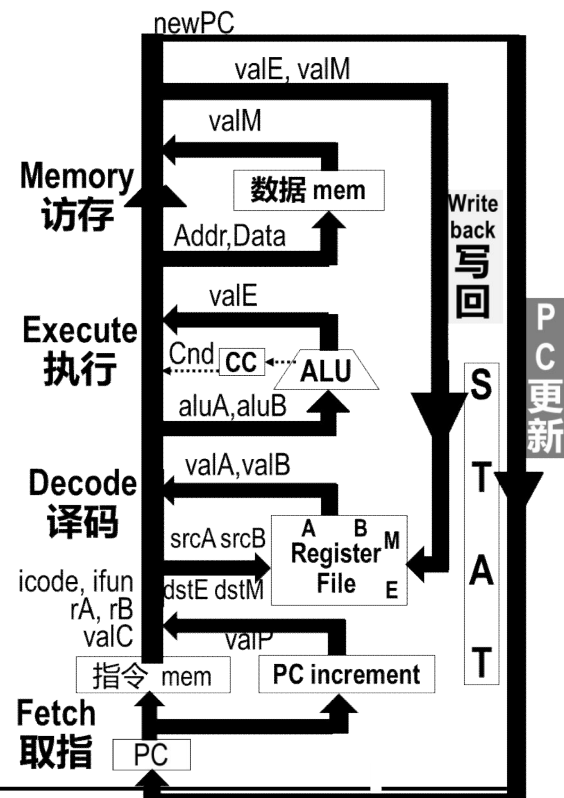 newPC
valE, valM
valM
Memory
访存
数据 mem
Write
back
写
回
Addr,Data
valE
Execute
执行
Cnd
CC
ALU
aluA,aluB
P
C
更
新
S
T
A
T
valA,valB
Decode
译码
srcA srcB
A B
M
Register
File
E
dstE dstM
icode, ifun
rA, rB
valC
valP
指令 mem
PC increment
Fetch
取指
PC